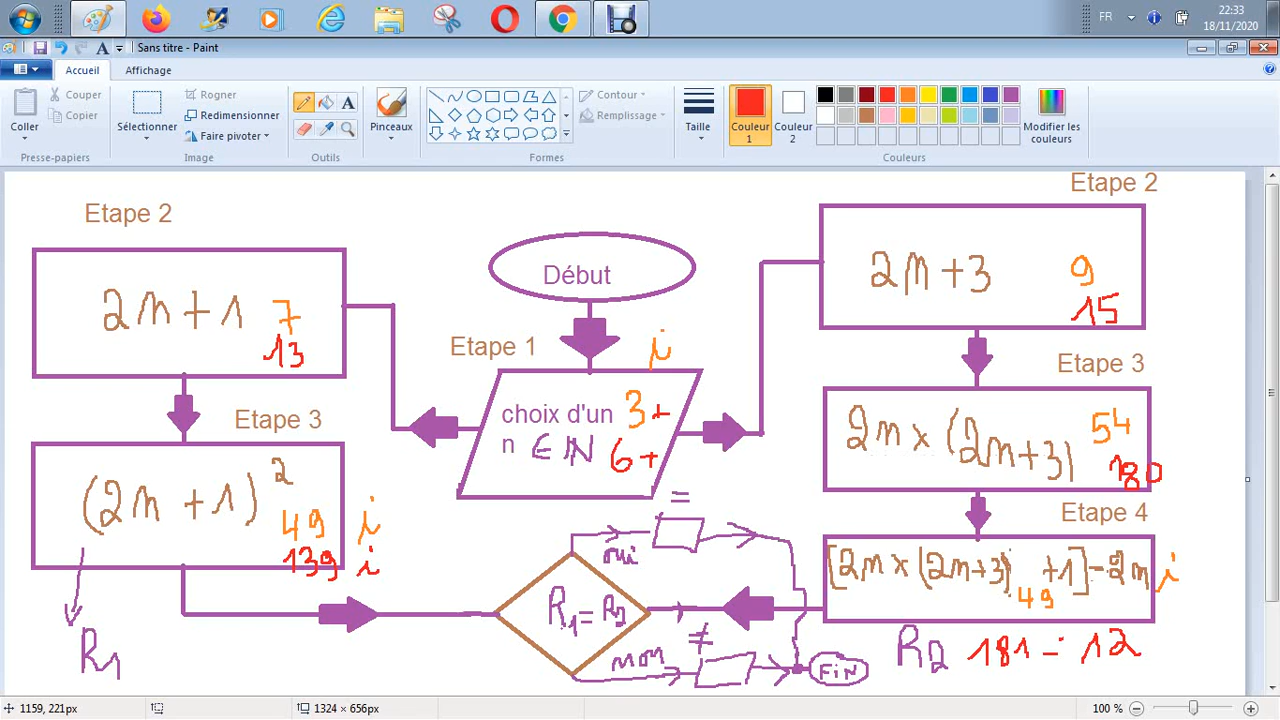 FR
22:33
18/11/2020
Sans titre - Paint
Accueil
Affichage
Coller
Couper
Copier
Presse-papiers
Sélectionner
Rogner
Redimensionner
Faire pivoter
Image
Outils
Pinceaux
Formes
Contour
Remplissage
Taille
Couleur 1
Couleur 2
Modifier les couleurs
Couleurs
Etape 2
2n+1 7
13
Etape 3
(2n+1)²
49 i
139 i
R1
Début
Etape 1
i
choix d'un 3+
n ∈ IN 6+
=
oui
R1=R2
≠
non
FiN
Etape 2
2n+3 9
15
Etape 3
2n×(2n+3) 54
180
Etape 4
[2n×(2n+3)+1]-2n i
49
R2 181-12
1159, 221px
1324 × 656px
100 %